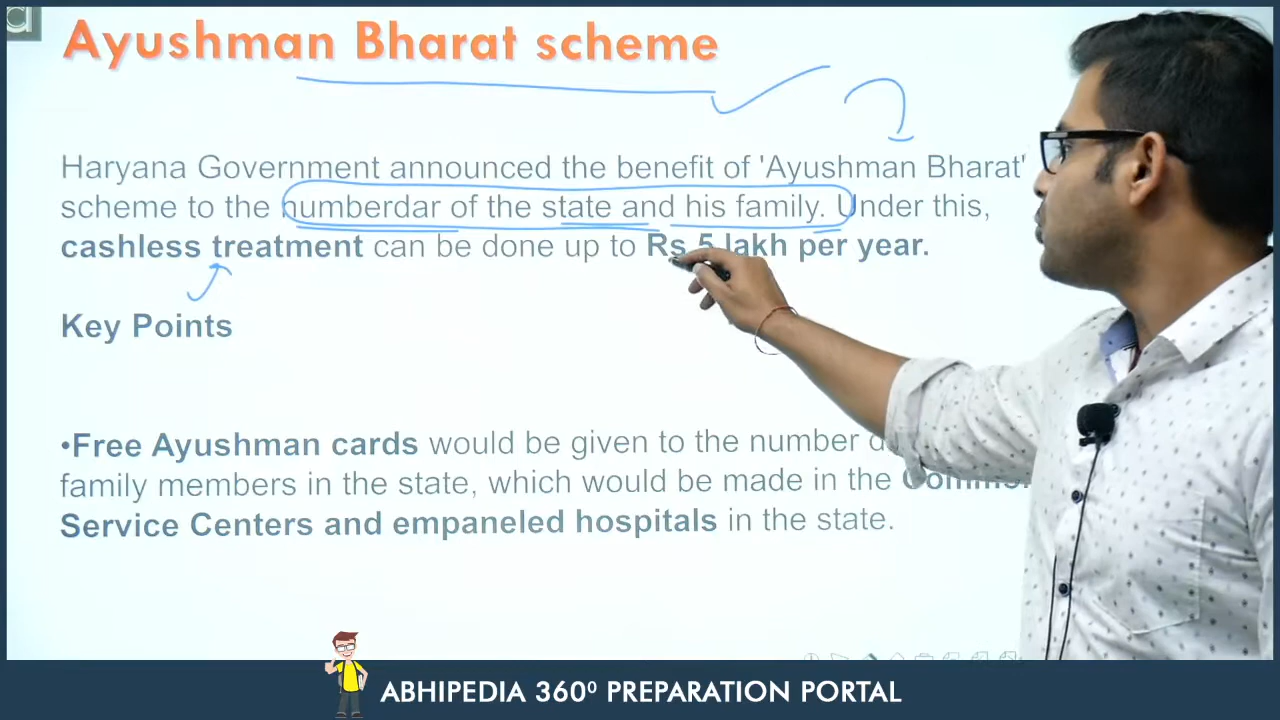 Ayushman Bharat scheme
Haryana Government announced the benefit of 'Ayushman Bharat'
scheme to the numberdar of the state and his family. Under this,
cashless treatment can be done up to Rs 5 lakh per year.
Key Points
•Free Ayushman cards would be given to the number
family members in the state, which would be made in the
Service Centers and empaneled hospitals in the state.
ABHIPEDIA 360⁰ PREPARATION PORTAL